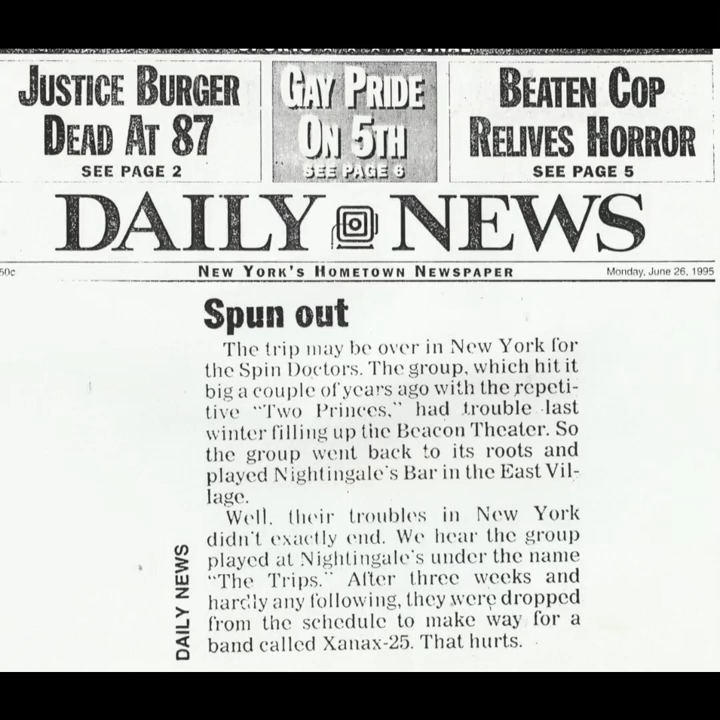 JUSTICE BURGER
DEAD AT 87
SEE PAGE 2
GAY PRIDE
ON 5TH
SEE PAGE 6
BEATEN COP
RELIVES HORROR
SEE PAGE 5
DAILY NEWS
50c
NEW YORK'S HOMETOWN NEWSPAPER
Monday, June 26, 1995
Spun out
The trip may be over in New York for
the Spin Doctors. The group, which hit it
big a couple of years ago with the repeti-
tive "Two Princes," had trouble last
winter filling up the Beacon Theater. So
the group went back to its roots and
played Nightingale's Bar in the East Vil-
lage.
Well, their troubles in New York
didn't exactly end. We hear the group
played at Nightingale's under the name
"The Trips." After three weeks and
hardly any following, they were dropped
from the schedule to make way for a
band called Xanax-25. That hurts.
DAILY NEWS